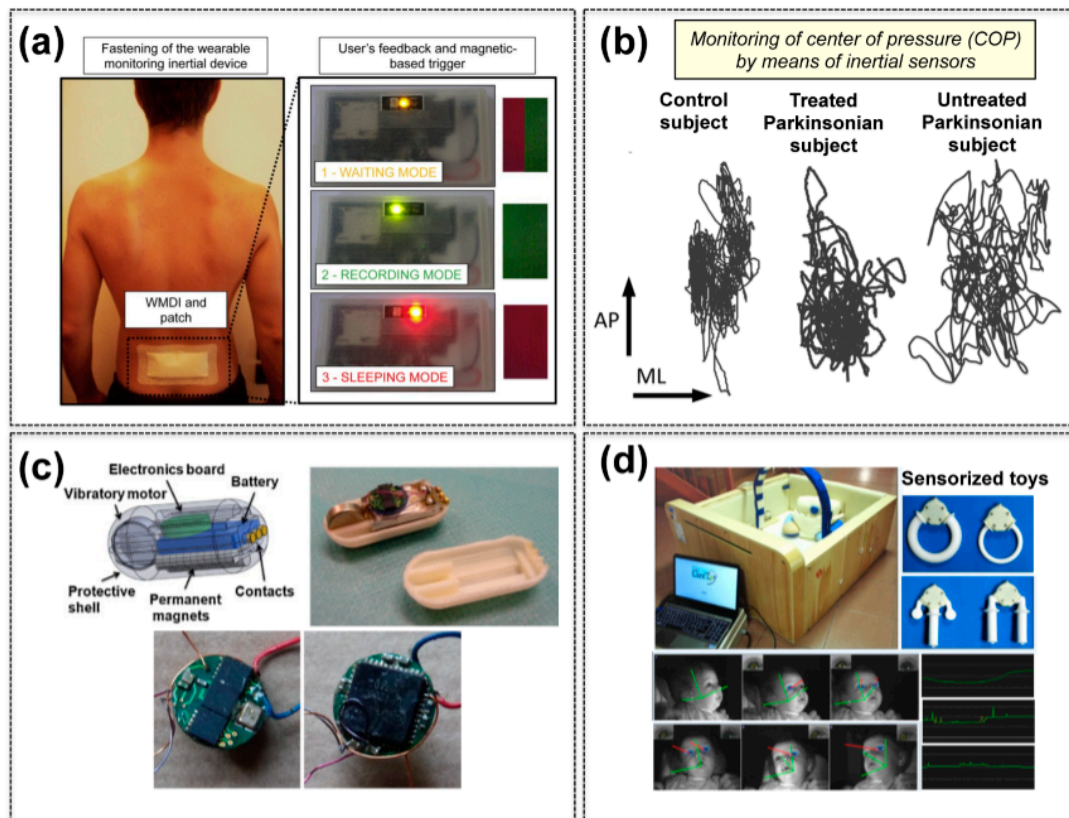 (a)
Fastening of the wearable
monitoring inertial device
User's feedback and magnetic-
based trigger
1 - WAITING MODE
2 - RECORDING MODE
3 - SLEEPING MODE
WMDI and
patch
(b)
Monitoring of center of pressure (COP)
by means of inertial sensors
Control
subject
Treated
Parkinsonian
subject
Untreated
Parkinsonian
subject
AP
ML
(c)
Electronics board
Vibratory motor
Battery
Protective
shell
Permanent
magnets
Contacts
(d)
Sensorized toys